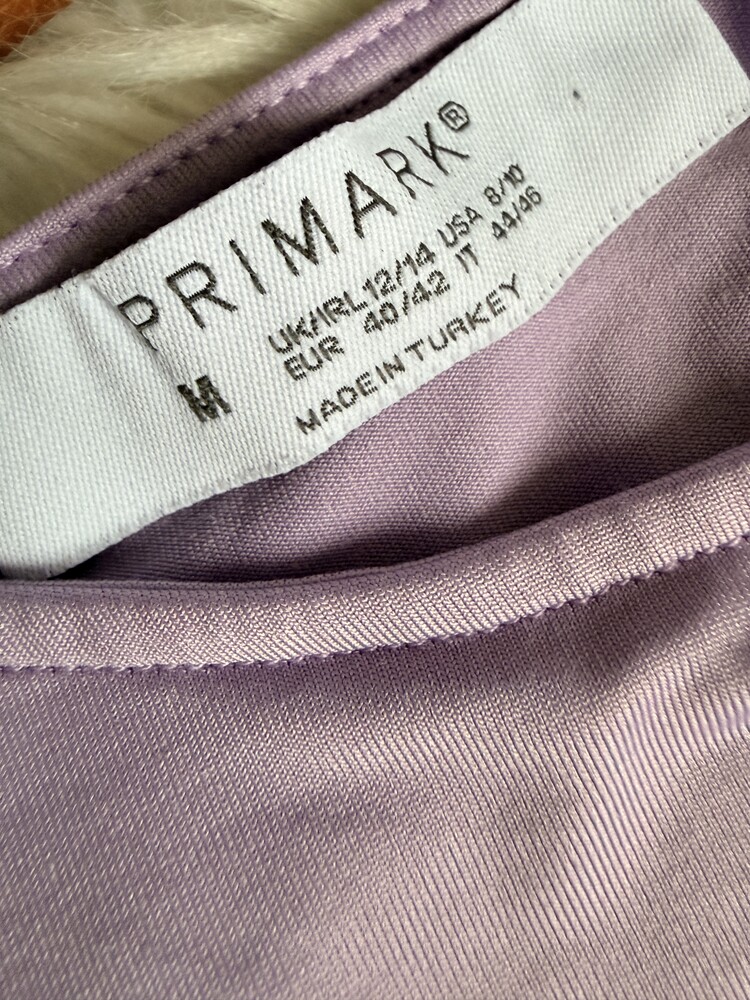 PRIMARK®
M
UK/IRL 12/14 USA 8/10
EUR 40/42 IT 44/46
MADE IN TURKEY